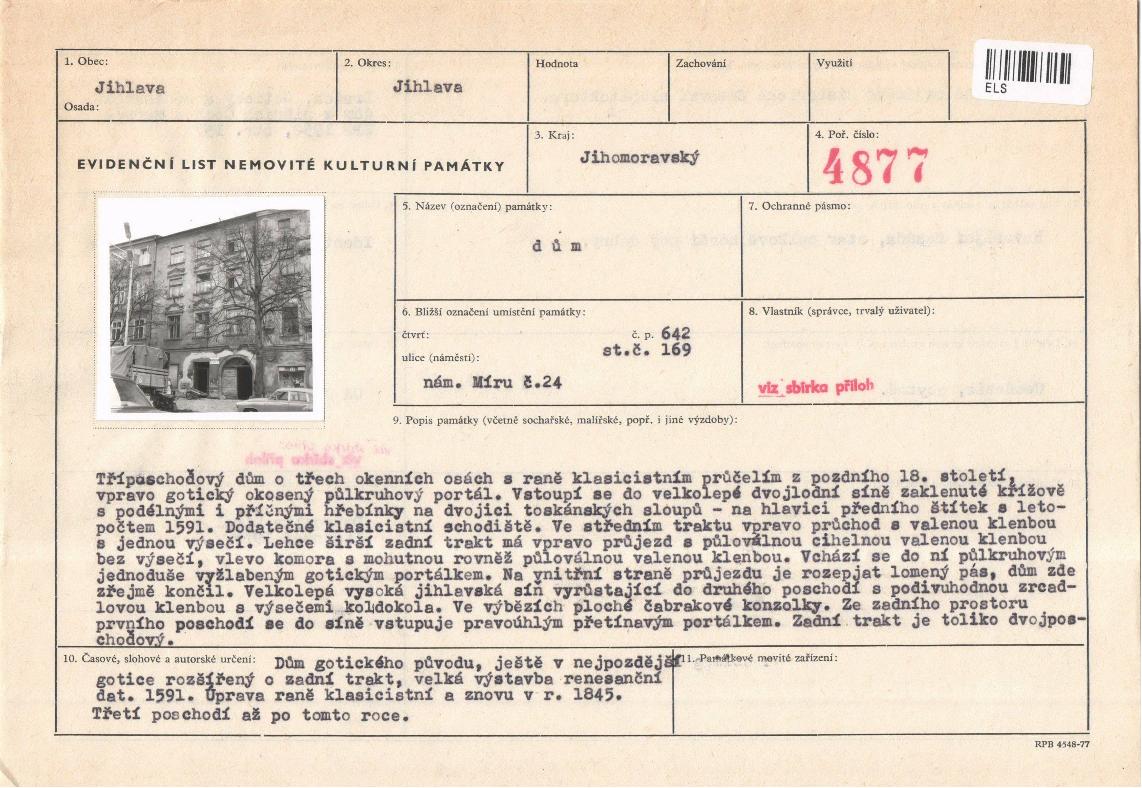 1. Obec:
Jihlava
Osada:
2. Okres:
Jihlava
Hodnota
Zachování
Využití
ELS
EVIDENČNÍ LIST NEMOVITÉ KULTURNÍ PAMÁTKY
3. Kraj:
Jihomoravský
4. Poř. číslo:
4877
5. Název (označení) památky:
dům
7. Ochranné pásmo:
6. Bližší označení umístění památky:
čtvrť:
č. p. 642
st.č. 169
ulice (náměstí):
nám. Míru č.24
8. Vlastník (správce, trvalý uživatel):
viz sbírka příloh
9. Popis památky (včetně sochařské, malířské, popř. i jiné výzdoby):
Třípaschoďový dům o třech okenních osách s raně klasicistním průčelím z pozdního 18. století,
vpravo gotický okosený půlkruhový portál. Vstoupí se do velkolepé dvojlodní síně zaklenuté křížově
s podélnými i příčnými hřebínky na dvojici toskánských sloupů - na hlavici předního štítek s leto-
počtem 1591. Dodatečné klasicistní schodiště. Ve středním traktu vpravo průchod s valenou klenbou
s jednou výsečí. Lehce širší zadní trakt má vpravo průjezd s půloválnou cihelnou valenou klenbou
bez výsečí, vlevo komora s mohutnou rovněž půloválnou valenou klenbou. Vchází se do ní půlkruhovým
jednoduše vyžlabeným gotickým portálkem. Na vnitřní straně průjezdu je rozepjat lomený pás, dům zde
zřejmě končil. Velkolepá vysoká jihlavská síň vyrůstající do druhého poschodí s podivuhodnou zrcad-
lovou klenbou s výsečemi koldokola. Ve výbězích ploché čabrakové konzolky. Ze zadního prostoru
prvního poschodí se do síně vstupuje pravoúhlým přetínavým portálkem. Zadní trakt je toliko dvojpos-
choďový.
10. Časové, slohové a autorské určení:
Dům gotického původu, ještě v nejpozdější
gotice rozšířený o zadní trakt, velká výstavba renesanční
dat. 1591. Úprava raně klasicistní a znovu v r. 1845.
Třetí poschodí až po tomto roce.
11. Památkové movité zařízení:
RPB 4548-77